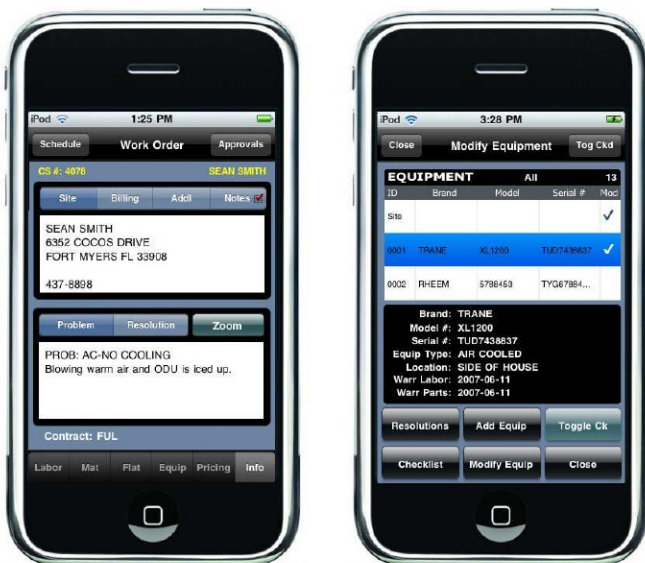 iPod 1:25 PM
Schedule Work Order Approvals
CS #: 4076 SEAN SMITH
Site Billing Addl Notes
SEAN SMITH
6352 COCOS DRIVE
FORT MYERS FL 33908
437-8898
Problem Resolution Zoom
PROB: AC-NO COOLING
Blowing warm air and ODU is iced up.
Contract: FUL
Labor Mat Flat Equip Pricing Info
iPod 3:28 PM
Close Modify Equipment Tog Ckd
EQUIPMENT All 13
ID Brand Model Serial # Mod
Site
0001 TRANE XL1200 TUD7438837
0002 RHEEM 5788453 TYG67884...
Brand: TRANE
Model #: XL1200
Serial #: TUD7438837
Equip Type: AIR COOLED
Location: SIDE OF HOUSE
Warr Labor: 2007-06-11
Warr Parts: 2007-06-11
Resolutions Add Equip Toggle Ck
Checklist Modify Equip Close